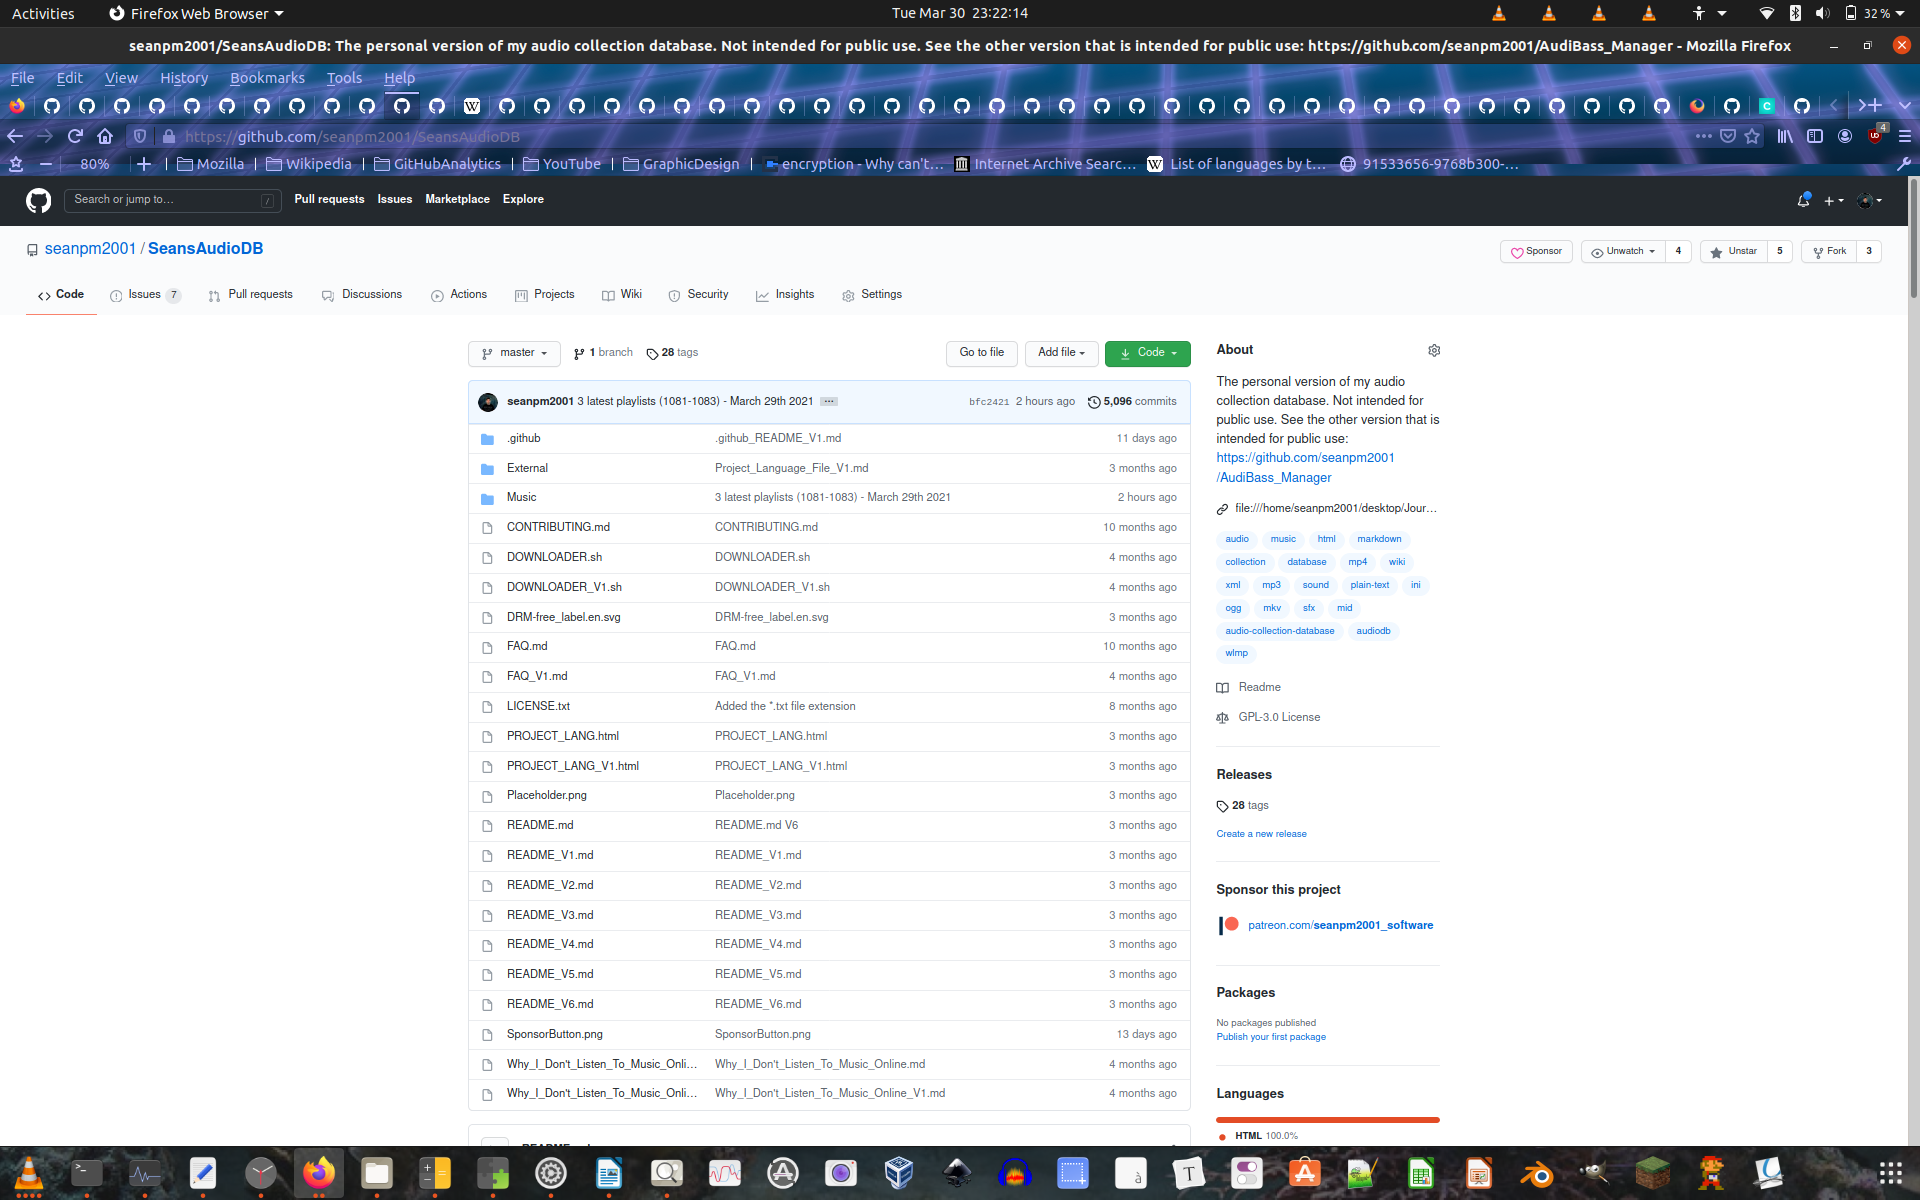 Activities
Firefox Web Browser
Tue Mar 30 23:22:14
32 %
seanpm2001/SeansAudioDB: The personal version of my audio collection database. Not intended for public use. See the other version that is intended for public use: https://github.com/seanpm2001/AudiBass_Manager - Mozilla Firefox
File Edit View History Bookmarks Tools Help
https://github.com/seanpm2001/SeansAudioDB
4
80% Mozilla Wikipedia GitHubAnalytics YouTube GraphicDesign encryption - Why can't… Internet Archive Searc… List of languages by t… 91533656-9768b300-…
Search or jump to… / Pull requests Issues Marketplace Explore
seanpm2001 / SeansAudioDB
Sponsor Unwatch 4 Unstar 5 Fork 3
Code Issues 7 Pull requests Discussions Actions Projects Wiki Security Insights Settings
master 1 branch 28 tags Go to file Add file Code
seanpm2001 3 latest playlists (1081-1083) - March 29th 2021 ... bfc2421 2 hours ago 5,096 commits
.github .github_README_V1.md 11 days ago
External Project_Language_File_V1.md 3 months ago
Music 3 latest playlists (1081-1083) - March 29th 2021 2 hours ago
CONTRIBUTING.md CONTRIBUTING.md 10 months ago
DOWNLOADER.sh DOWNLOADER.sh 4 months ago
DOWNLOADER_V1.sh DOWNLOADER_V1.sh 4 months ago
DRM-free_label.en.svg DRM-free_label.en.svg 3 months ago
FAQ.md FAQ.md 10 months ago
FAQ_V1.md FAQ_V1.md 4 months ago
LICENSE.txt Added the *.txt file extension 8 months ago
PROJECT_LANG.html PROJECT_LANG.html 3 months ago
PROJECT_LANG_V1.html PROJECT_LANG_V1.html 3 months ago
Placeholder.png Placeholder.png 3 months ago
README.md README.md V6 3 months ago
README_V1.md README_V1.md 3 months ago
README_V2.md README_V2.md 3 months ago
README_V3.md README_V3.md 3 months ago
README_V4.md README_V4.md 3 months ago
README_V5.md README_V5.md 3 months ago
README_V6.md README_V6.md 3 months ago
SponsorButton.png SponsorButton.png 13 days ago
Why_I_Don't_Listen_To_Music_Onli… Why_I_Don't_Listen_To_Music_Online.md 4 months ago
Why_I_Don't_Listen_To_Music_Onli… Why_I_Don't_Listen_To_Music_Online_V1.md 4 months ago
About
The personal version of my audio
collection database. Not intended for
public use. See the other version that is
intended for public use:
https://github.com/seanpm2001
/AudiBass_Manager
file:///home/seanpm2001/desktop/Jour…
audio music html markdown
collection database mp4 wiki
xml mp3 sound plain-text ini
ogg mkv sfx mid
audio-collection-database audiodb
wlmp
Readme
GPL-3.0 License
Releases
28 tags
Create a new release
Sponsor this project
patreon.com/seanpm2001_software
Packages
No packages published
Publish your first package
Languages
HTML 100.0%